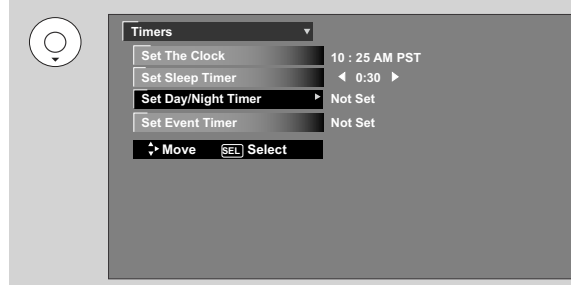 Timers
Set The Clock 10 : 25 AM PST
Set Sleep Timer 0:30
Set Day/Night Timer Not Set
Set Event Timer Not Set
Move SEL Select